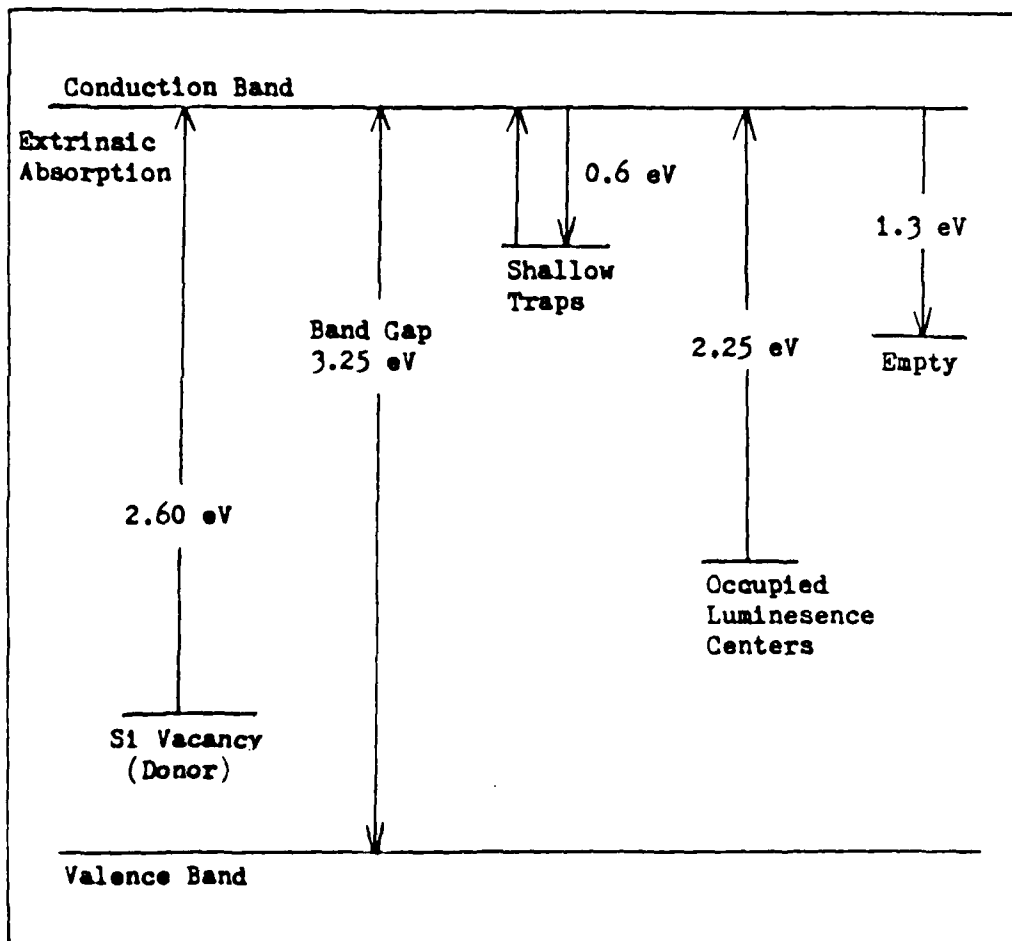 Conduction Band
Extrinsic
Absorption
0.6 eV
1.3 eV
Shallow
Traps
Band Gap
3.25 eV
2.25 eV
Empty
2.60 eV
Occupied
Luminesence
Centers
Si Vacancy
(Donor)
Valence Band